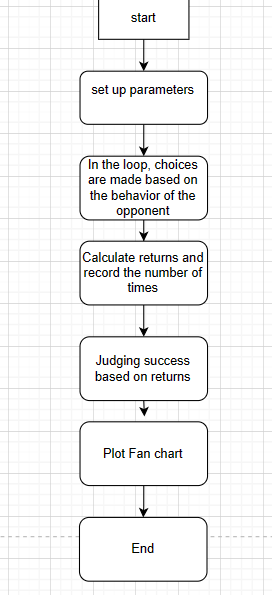 start
set up parameters
In the loop, choices
are made based on
the behavior of the
opponent
Calculate returns and
record the number of
times
Judging success
based on returns
Plot Fan chart
End